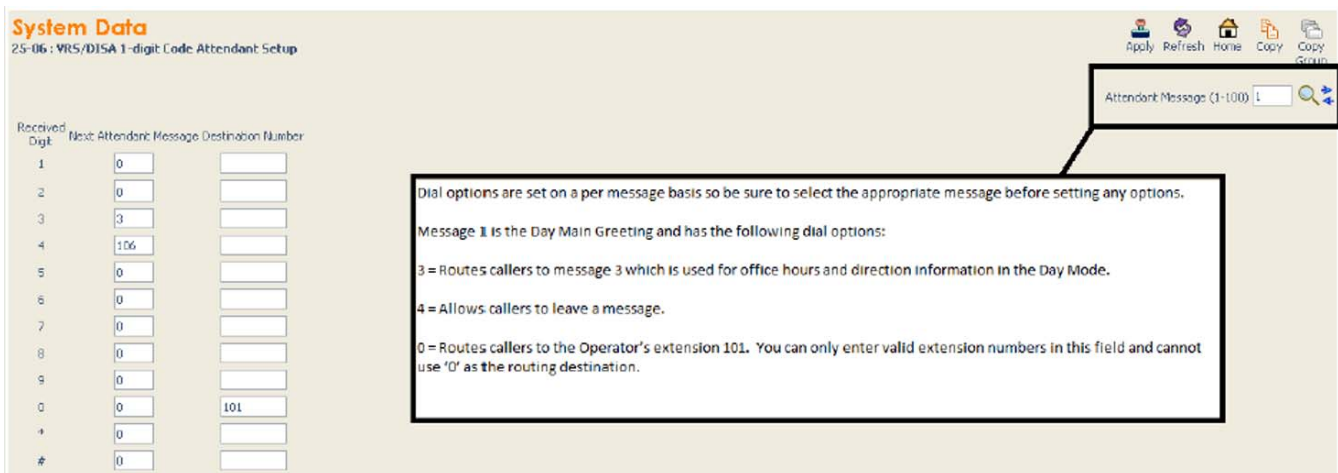 System Data
25-06 : VRS/DISA 1-digit Code Attendant Setup
Apply Refresh Home Copy Copy Group
Attendant Message (1-100) 1
Received Digit Next Attendant Message Destination Number
1 0
2 0
3 3
4 106
5 0
6 0
7 0
8 0
9 0
0 0 101
* 0
# 0
Dial options are set on a per message basis so be sure to select the appropriate message before setting any options.
Message 1 is the Day Main Greeting and has the following dial options:
3 = Routes callers to message 3 which is used for office hours and direction information in the Day Mode.
4 = Allows callers to leave a message.
0 = Routes callers to the Operator's extension 101. You can only enter valid extension numbers in this field and cannot
use '0' as the routing destination.